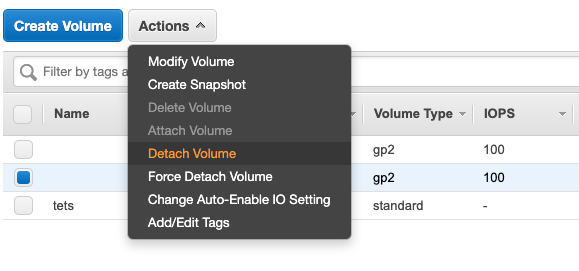 Create Volume Actions
Modify Volume
Create Snapshot
Delete Volume
Attach Volume
Detach Volume
Force Detach Volume
Change Auto-Enable IO Setting
Add/Edit Tags
Filter by tags a
Name Volume Type IOPS
gp2 100
gp2 100
tets standard -